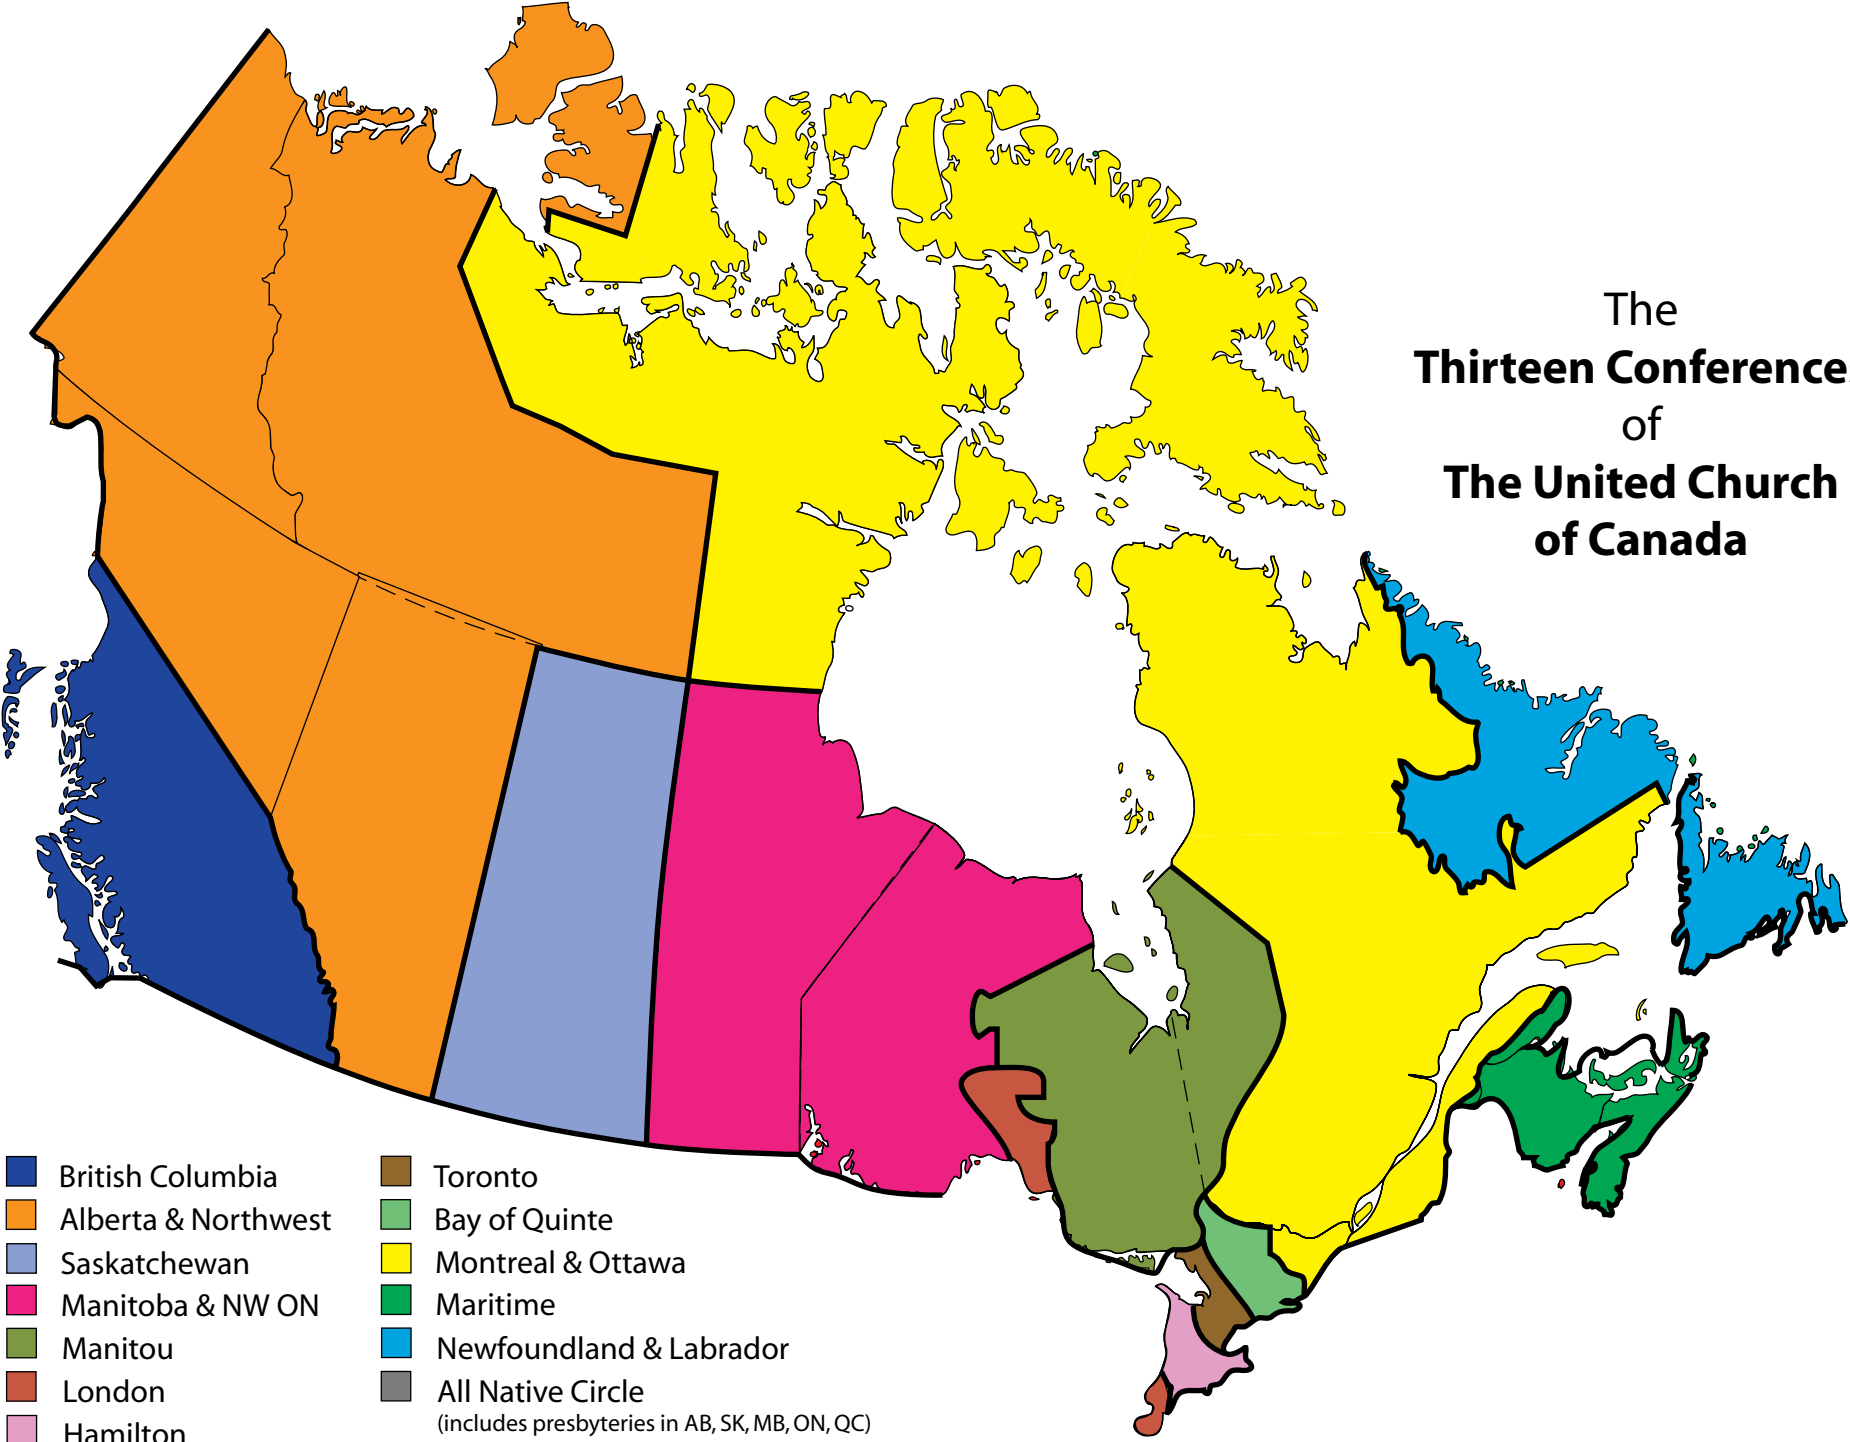 The
Thirteen Conference
of
The United Church
of Canada
British Columbia
Alberta & Northwest
Saskatchewan
Manitoba & NW ON
Manitou
London
Hamilton
Toronto
Bay of Quinte
Montreal & Ottawa
Maritime
Newfoundland & Labrador
All Native Circle
(includes presbyteries in AB, SK, MB, ON, QC)